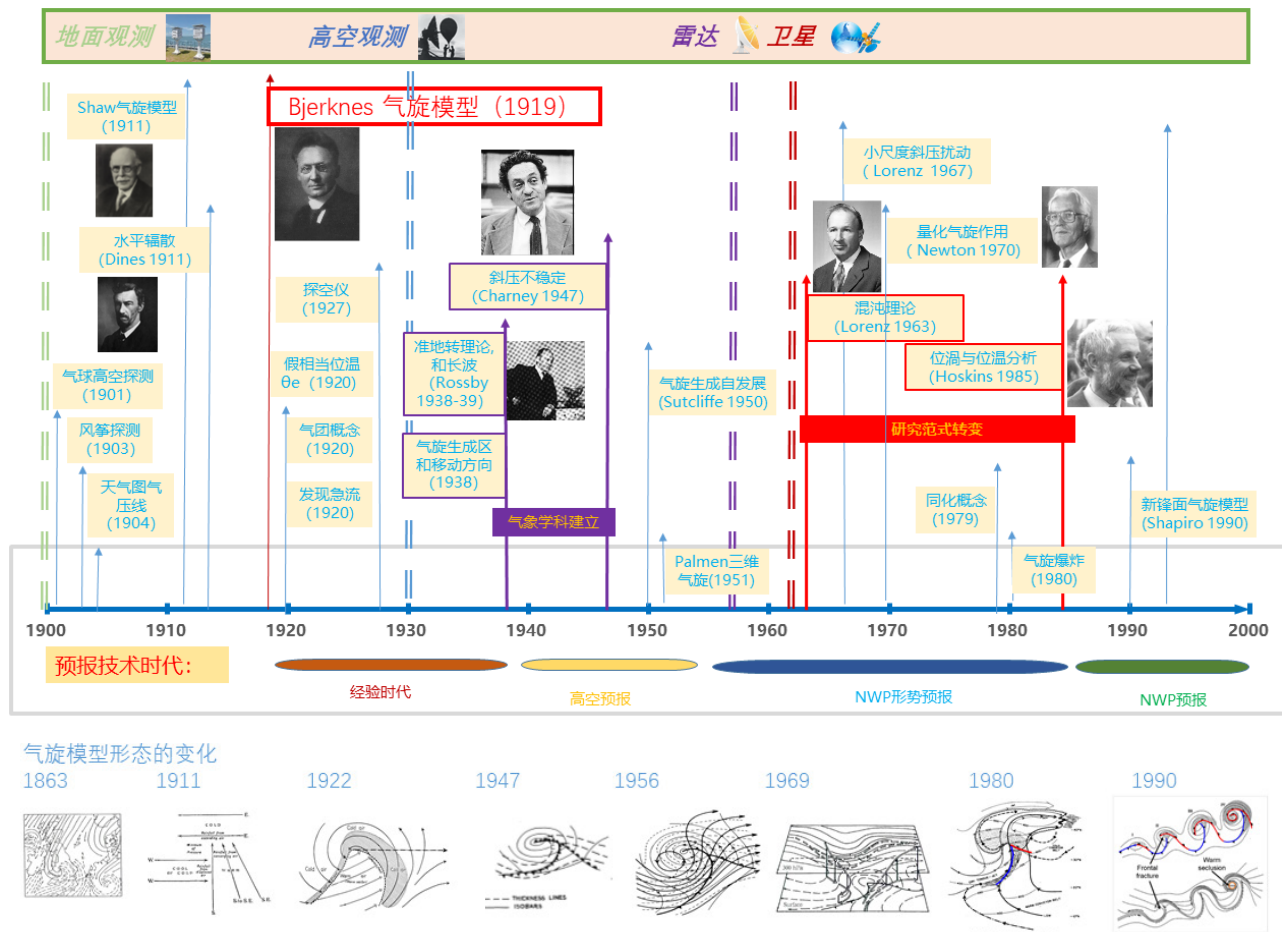 地面观测
高空观测
雷达
卫星
Bjerknes 气旋模型（1919）
Shaw气旋模型
(1911)
水平辐散
(Dines 1911)
气球高空探测
(1901)
风筝探测
(1903)
天气图气
压线
(1904)
探空仪
(1927)
假相当位温
θe（1920)
气团概念
(1920)
发现急流
(1920)
斜压不稳定
(Charney 1947)
准地转理论,
和长波
(Rossby
1938-39)
气旋生成区
和移动方向
(1938)
气象学科建立
气旋生成自发展
(Sutcliffe 1950)
Palmen三维
气旋(1951)
小尺度斜压扰动
( Lorenz 1967)
量化气旋作用
( Newton 1970)
混沌理论
(Lorenz 1963)
位涡与位温分析
(Hoskins 1985)
研究范式转变
同化概念
(1979)
气旋爆炸
(1980)
新锋面气旋模型
(Shapiro 1990)
1900 1910 1920 1930 1940 1950 1960 1970 1980 1990 2000
预报技术时代：
经验时代
高空预报
NWP形势预报
NWP预报
气旋模型形态的变化
1863 1911 1922 1947 1956 1969 1980 1990
COLD
Cold air
THICKNESS LINES
ISOBARS
Surface
Frontal
fracture
Warm
seclusion